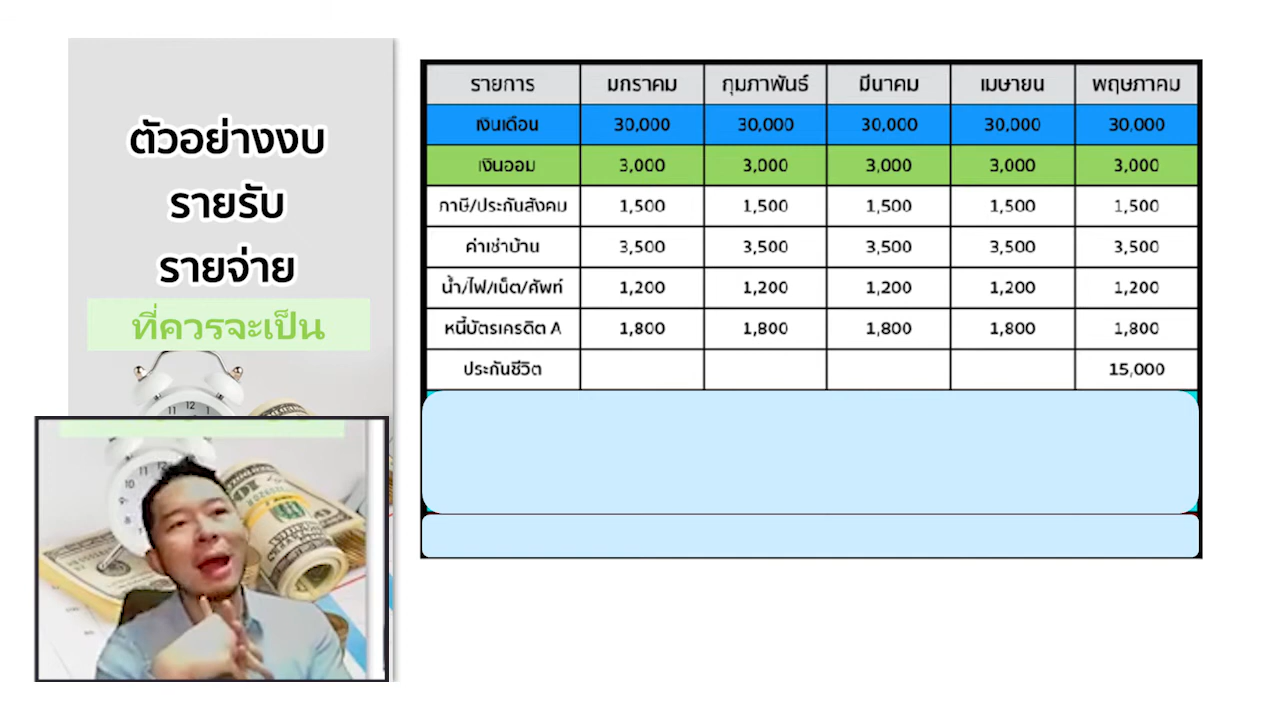 ตัวอย่างงบ
รายรับ
รายจ่าย
ที่ควรจะเป็น
รายการ มกราคม กุมภาพันธ์ มีนาคม เมษายน พฤษภาคม
เงินเดือน 30,000 30,000 30,000 30,000 30,000
เงินออม 3,000 3,000 3,000 3,000 3,000
ภาษี/ประกันสังคม 1,500 1,500 1,500 1,500 1,500
ค่าเช่าบ้าน 3,500 3,500 3,500 3,500 3,500
น้ำ/ไฟ/เน็ต/ศัพท์ 1,200 1,200 1,200 1,200 1,200
หนี้บัตรเครดิต A 1,800 1,800 1,800 1,800 1,800
ประกันชีวิต 15,000
11 12 1
11
10